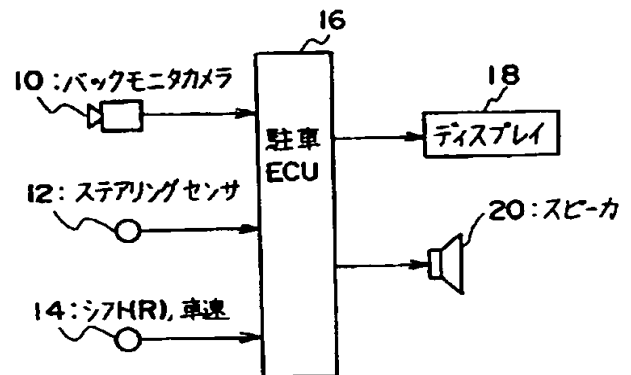 16
10:バックモニタカメラ
18
駐車
ECU
ディスプレイ
12:ステアリングセンサ
20:スピーカ
14:シフト(R),車速